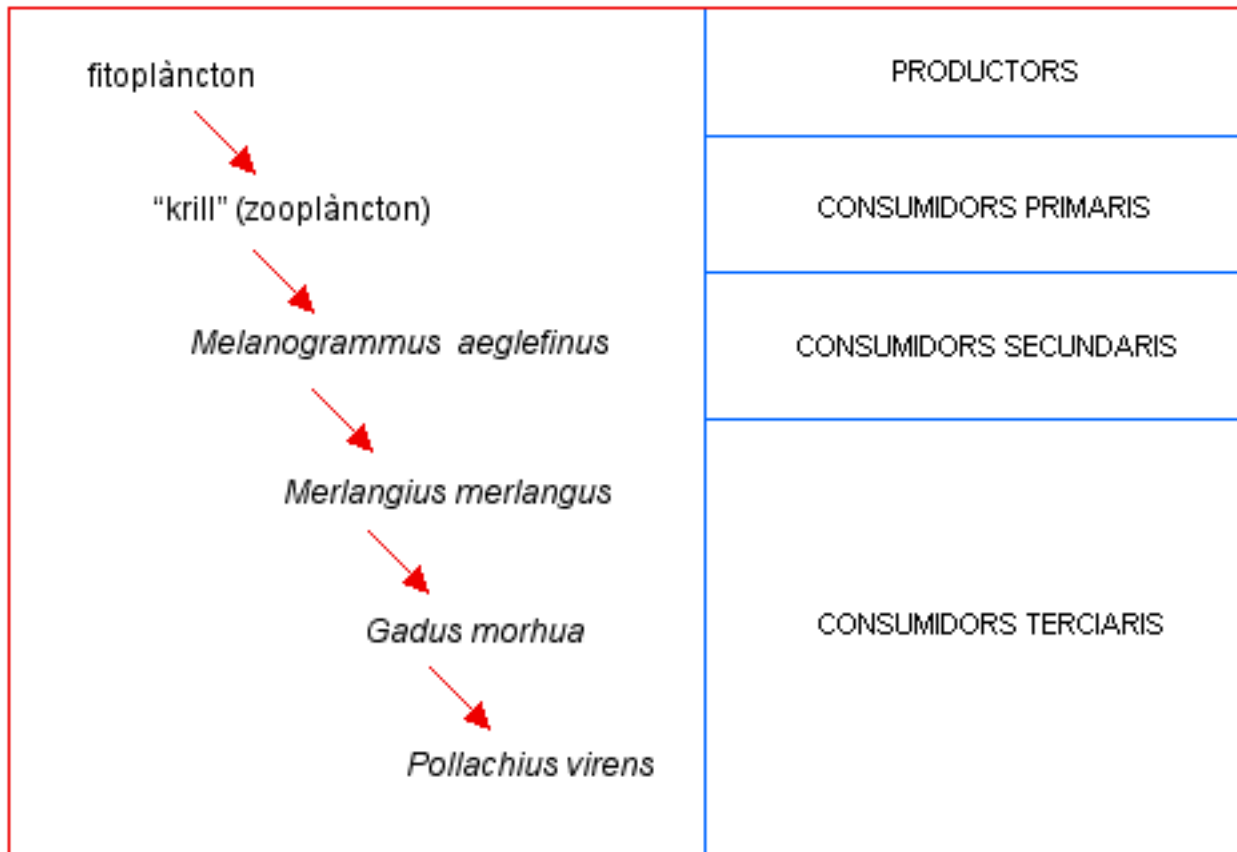 fitoplàncton
PRODUCTORS
“krill” (zooplàncton)
CONSUMIDORS PRIMARIS
Melanogrammus aeglefinus
CONSUMIDORS SECUNDARIS
Merlangius merlangus
Gadus morhua
CONSUMIDORS TERCIARIS
Pollachius virens